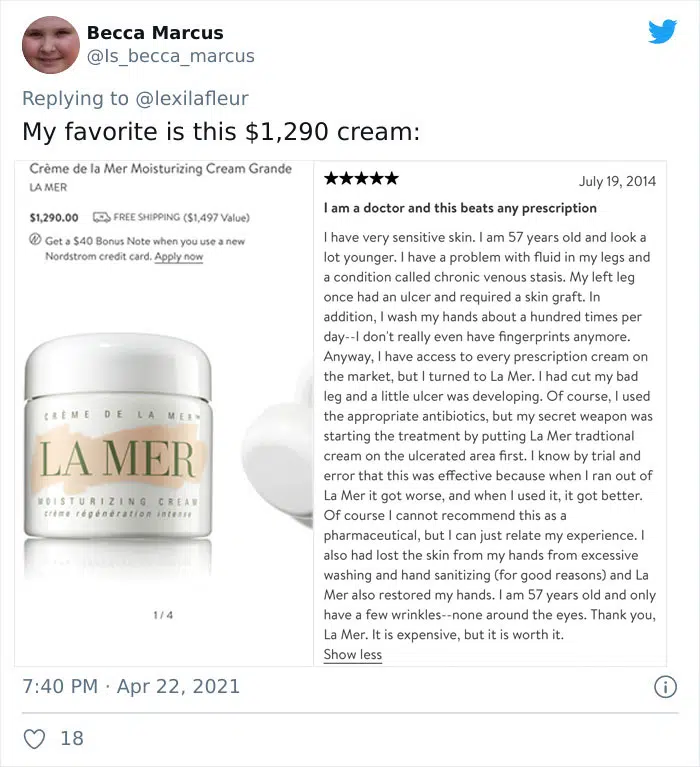 Becca Marcus
@ls_becca_marcus
Replying to @lexilafleur
My favorite is this $1,290 cream:
Crème de la Mer Moisturizing Cream Grande
LA MER
$1,290.00 FREE SHIPPING ($1,497 Value)
Get a $40 Bonus Note when you use a new
Nordstrom credit card. Apply now
CRÈME DE LA MER™
LA MER
MOISTURIZING CREAM
crème régénération intense
1/4
★★★★★ July 19, 2014
I am a doctor and this beats any prescription
I have very sensitive skin. I am 57 years old and look a
lot younger. I have a problem with fluid in my legs and
a condition called chronic venous stasis. My left leg
once had an ulcer and required a skin graft. In
addition, I wash my hands about a hundred times per
day--I don't really even have fingerprints anymore.
Anyway, I have access to every prescription cream on
the market, but I turned to La Mer. I had cut my bad
leg and a little ulcer was developing. Of course, I used
the appropriate antibiotics, but my secret weapon was
starting the treatment by putting La Mer tradtional
cream on the ulcerated area first. I know by trial and
error that this was effective because when I ran out of
La Mer it got worse, and when I used it, it got better.
Of course I cannot recommend this as a
pharmaceutical, but I can just relate my experience. I
also had lost the skin from my hands from excessive
washing and hand sanitizing (for good reasons) and La
Mer also restored my hands. I am 57 years old and only
have a few wrinkles--none around the eyes. Thank you,
La Mer. It is expensive, but it is worth it.
Show less
7:40 PM · Apr 22, 2021
18